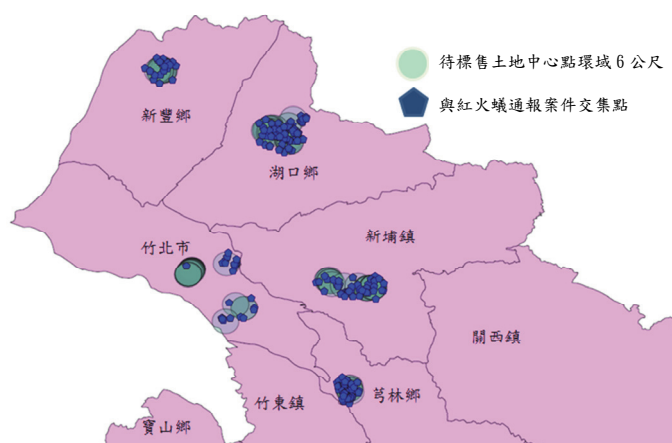 待標售土地中心點環域6公尺
與紅火蟻通報案件交集點
新豐鄉
湖口鄉
新埔鎮
竹北市
關西鎮
芎林鄉
竹東鎮
寶山鄉